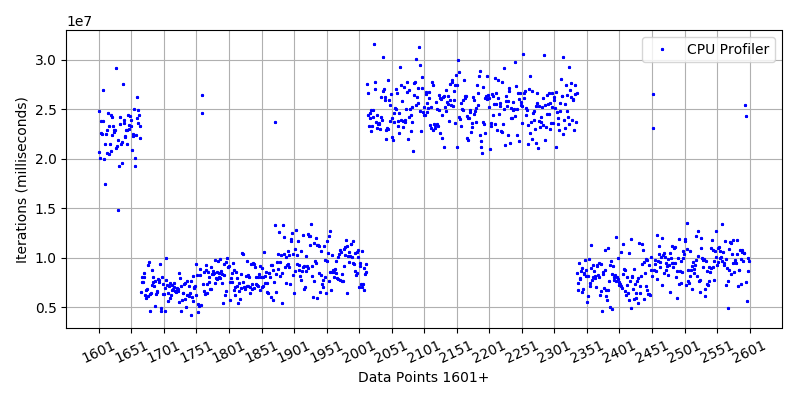 1e7
CPU Profiler
3.0
2.5
2.0
1.5
1.0
0.5
Iterations (milliseconds)
1601 1651 1701 1751 1801 1851 1901 1951 2001 2051 2101 2151 2201 2251 2301 2351 2401 2451 2501 2551 2601
Data Points 1601+